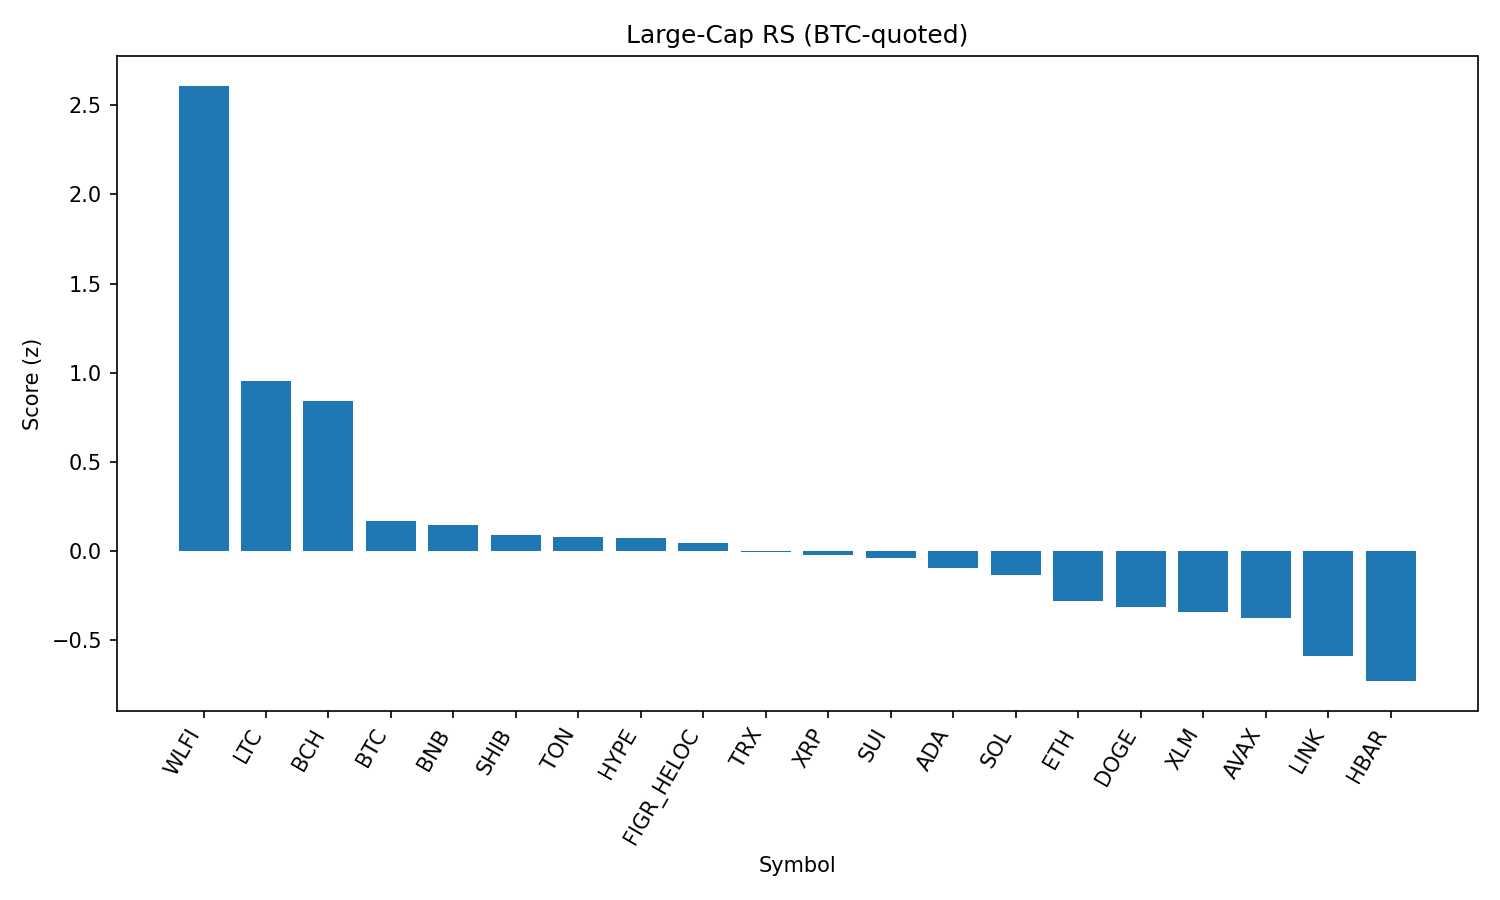 Large-Cap RS (BTC-quoted)
Score (z)
2.5
2.0
1.5
1.0
0.5
0.0
−0.5
WLFI
LTC
BCH
BTC
BNB
SHIB
TON
HYPE
FIGR_HELOC
TRX
XRP
SUI
ADA
SOL
ETH
DOGE
XLM
AVAX
LINK
HBAR
Symbol